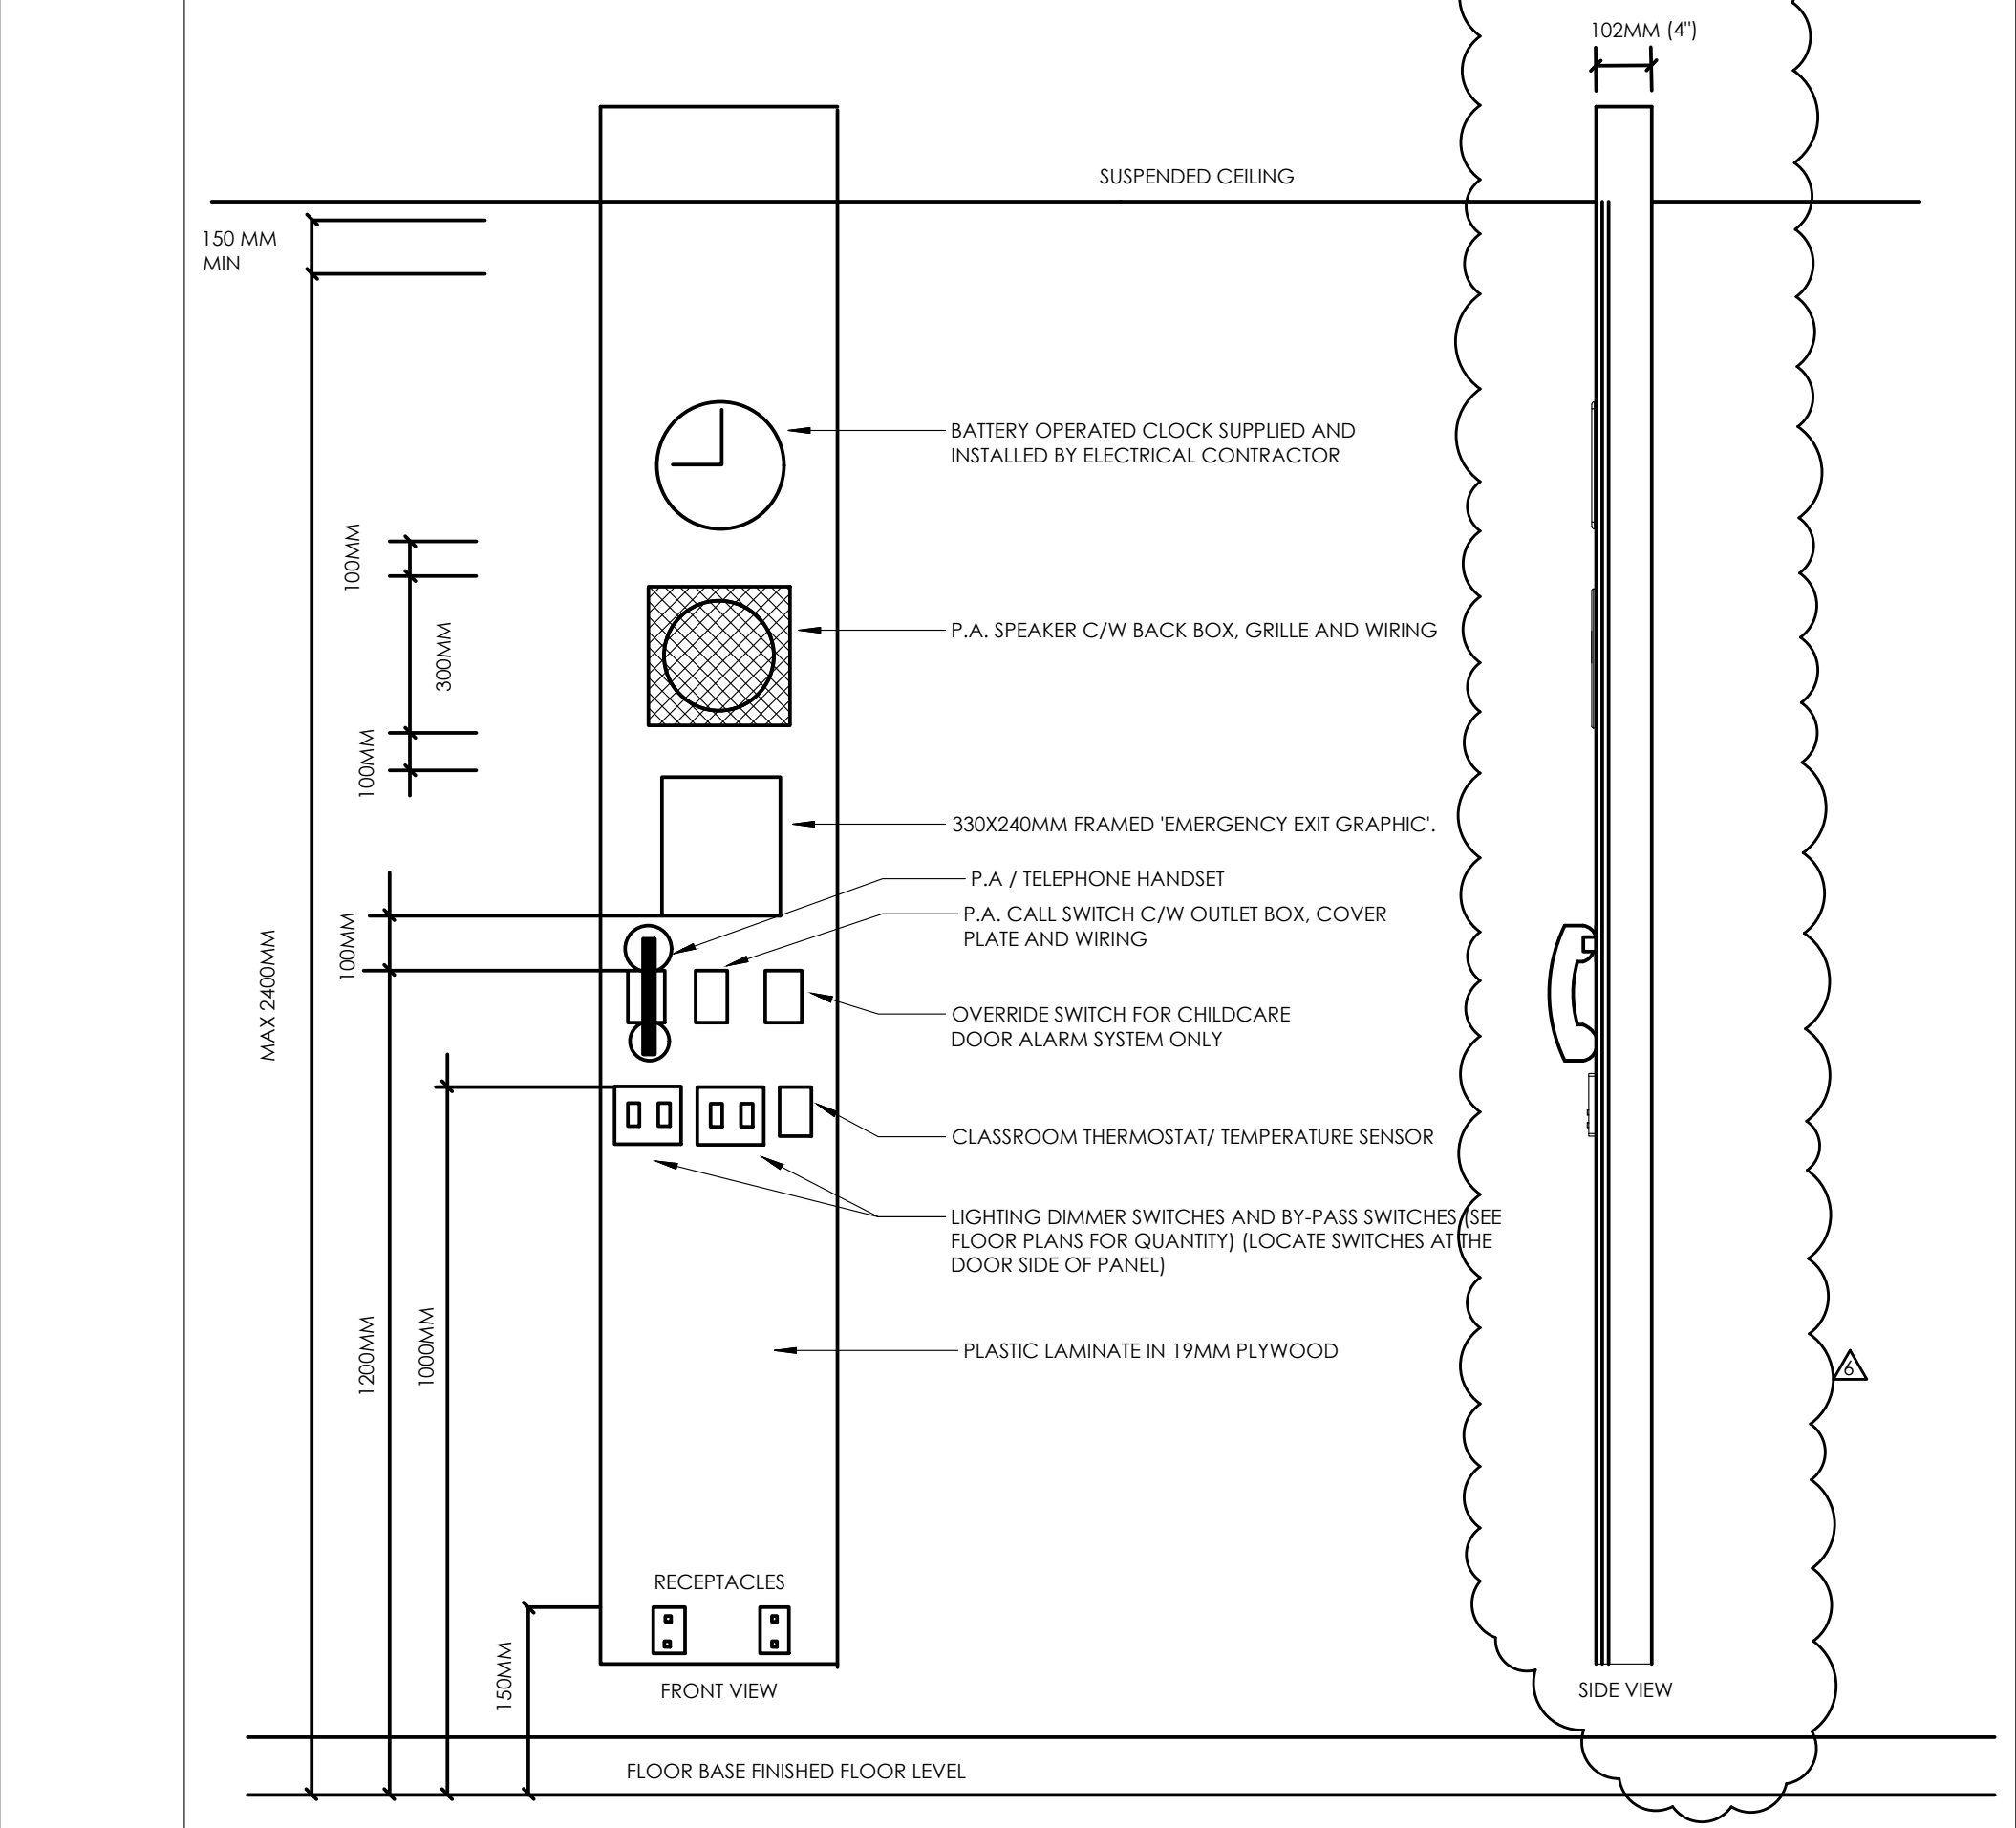 102MM (4")
SUSPENDED CEILING
150 MM
MIN
BATTERY OPERATED CLOCK SUPPLIED AND
INSTALLED BY ELECTRICAL CONTRACTOR
100MM
P.A. SPEAKER C/W BACK BOX, GRILLE AND WIRING
300MM
100MM
330X240MM FRAMED 'EMERGENCY EXIT GRAPHIC'.
P.A / TELEPHONE HANDSET
P.A. CALL SWITCH C/W OUTLET BOX, COVER
PLATE AND WIRING
100MM
MAX 2400MM
OVERRIDE SWITCH FOR CHILDCARE
DOOR ALARM SYSTEM ONLY
CLASSROOM THERMOSTAT/ TEMPERATURE SENSOR
LIGHTING DIMMER SWITCHES AND BY-PASS SWITCHES (SEE
FLOOR PLANS FOR QUANTITY) (LOCATE SWITCHES AT THE
DOOR SIDE OF PANEL)
1200MM
1000MM
PLASTIC LAMINATE IN 19MM PLYWOOD
6
RECEPTACLES
150MM
FRONT VIEW
SIDE VIEW
FLOOR BASE FINISHED FLOOR LEVEL